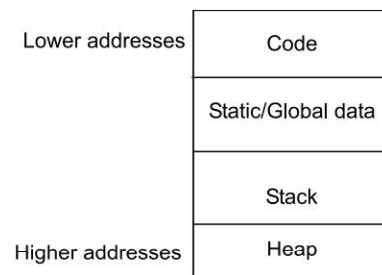 Lower addresses
Code
Static/Global data
Stack
Higher addresses
Heap